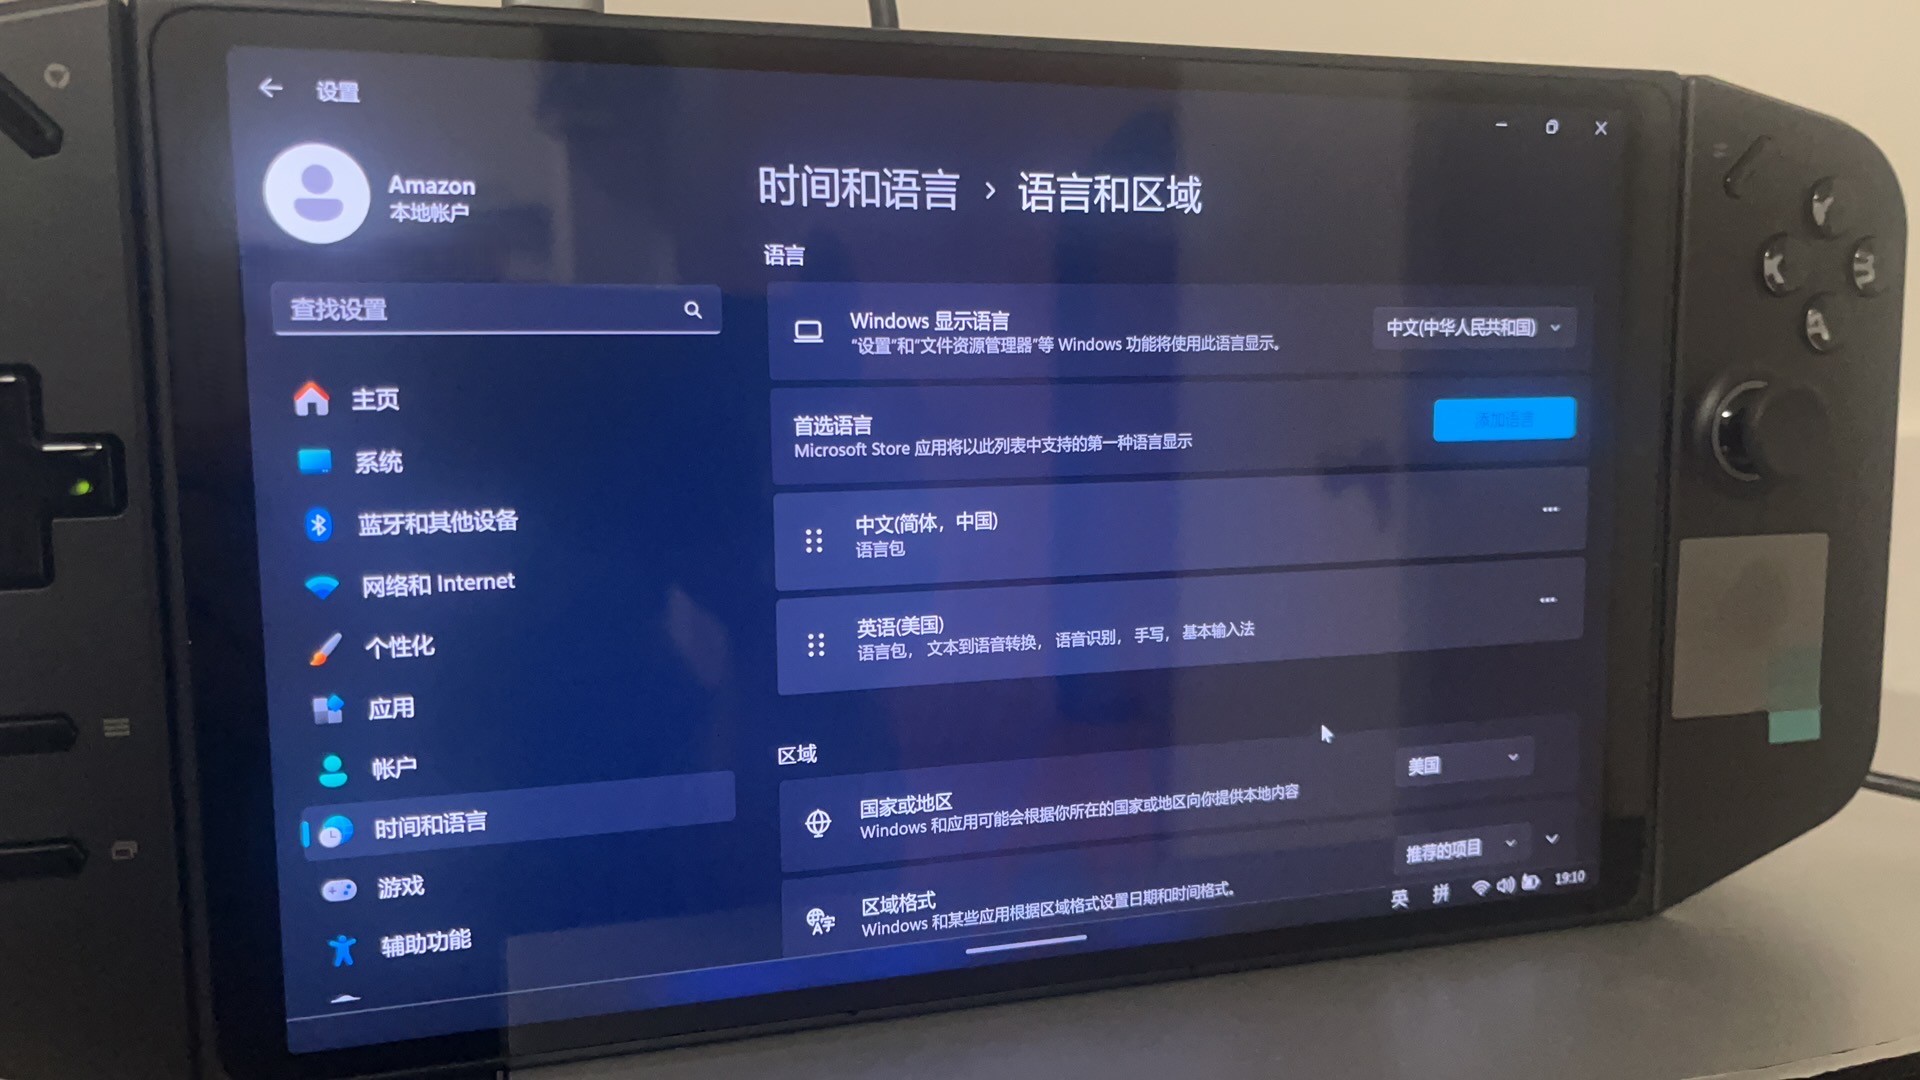 设置
Amazon
本地帐户
查找设置
主页
系统
蓝牙和其他设备
网络和 Internet
个性化
应用
帐户
时间和语言
游戏
辅助功能
时间和语言 › 语言和区域
语言
Windows 显示语言
"设置"和"文件资源管理器"等 Windows 功能将使用此语言显示。
中文(中华人民共和国)
首选语言
Microsoft Store 应用将以此列表中支持的第一种语言显示
添加语言
中文(简体，中国)
语言包
英语(美国)
语言包， 文本到语音转换， 语音识别， 手写， 基本输入法
区域
国家或地区
Windows 和应用可能会根据你所在的国家或地区向你提供本地内容
美国
区域格式
Windows 和某些应用根据区域格式设置日期和时间格式。
推荐的项目
英 拼 19:10
Y
A